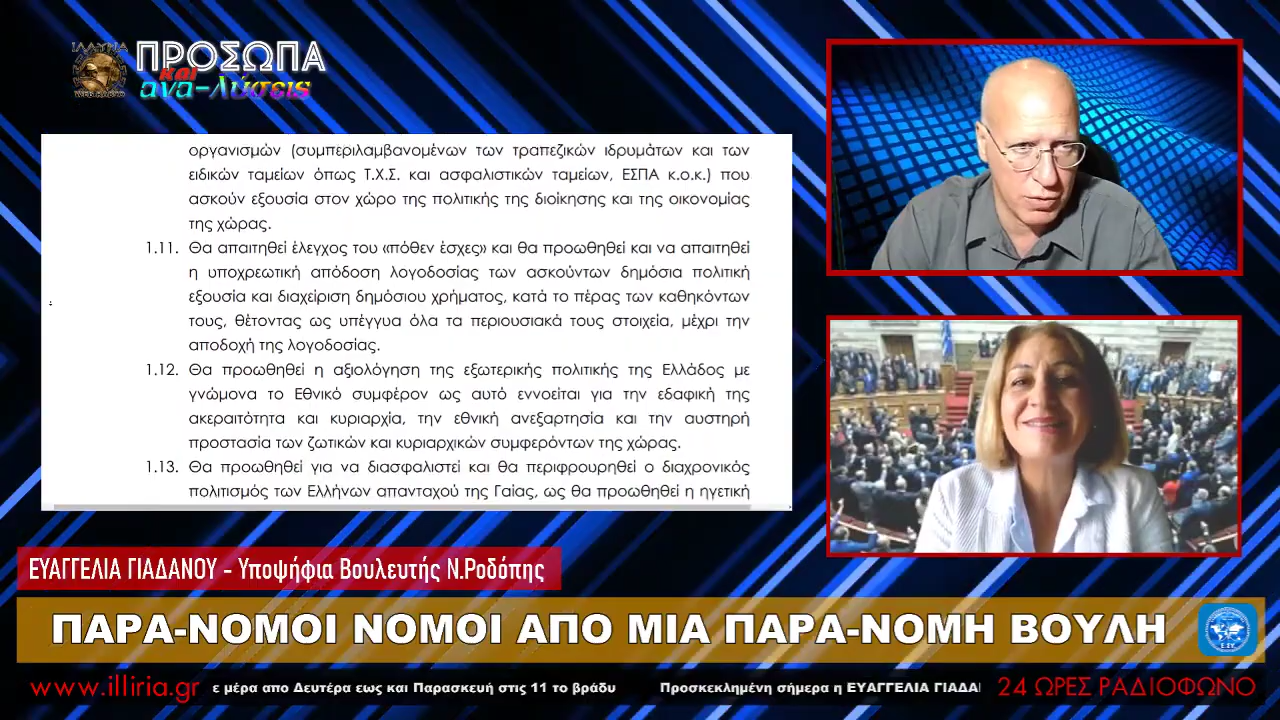 ΙΛΛΥΡΙΑ
WEB RADIO
ΠΡΟΣΩΠΑ
και
ανα-λύσεις
οργανισμών (συμπεριλαμβανομένων των τραπεζικών ιδρυμάτων και των
ειδικών ταμείων όπως Τ.Χ.Σ. και ασφαλιστικών ταμείων, ΕΣΠΑ κ.ο.κ.) που
ασκούν εξουσία στον χώρο της πολιτικής της διοίκησης και της οικονομίας
της χώρας.
1.11. Θα απαιτηθεί έλεγχος του «πόθεν έσχες» και θα προωθηθεί και να απαιτηθεί
η υποχρεωτική απόδοση λογοδοσίας των ασκούντων δημόσια πολιτική
εξουσία και διαχείριση δημόσιου χρήματος, κατά το πέρας των καθηκόντων
τους, θέτοντας ως υπέγγυα όλα τα περιουσιακά τους στοιχεία, μέχρι την
αποδοχή της λογοδοσίας.
1.12. Θα προωθηθεί η αξιολόγηση της εξωτερικής πολιτικής της Ελλάδος με
γνώμονα το Εθνικό συμφέρον ως αυτό εννοείται για την εδαφική της
ακεραιτότητα και κυριαρχία, την εθνική ανεξαρτησία και την αυστηρή
προστασία των ζωτικών και κυριαρχικών συμφερόντων της χώρας.
1.13. Θα προωθηθεί για να διασφαλιστεί και θα περιφρουρηθεί ο διαχρονικός
πολιτισμός των Ελλήνων απανταχού της Γαίας, ως θα προωθηθεί η ηγετική
ΕΥΑΓΓΕΛΙΑ ΓΙΑΔΑΝΟΥ - Υποψήφια Βουλευτής Ν.Ροδόπης
ΠΑΡΑ-ΝΟΜΟΙ ΝΟΜΟΙ ΑΠΟ ΜΙΑ ΠΑΡΑ-ΝΟΜΗ ΒΟΥΛΗ
Ε.ΣΥ.
www.illiria.gr
ε μέρα απο Δευτέρα εως και Παρασκευή στις 11 το βράδυ
Προσκεκλημένη σήμερα η ΕΥΑΓΓΕΛΙΑ ΓΙΑΔΑΙ
24 ΩΡΕΣ ΡΑΔΙΟΦΩΝΟ